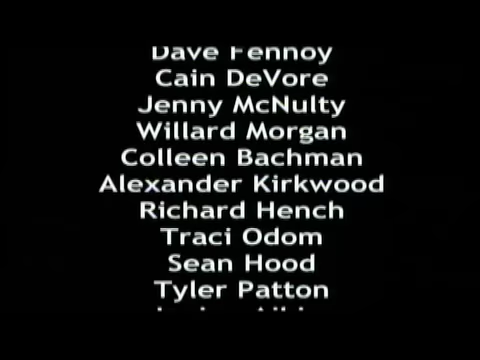 Dave Fennoy
Cain DeVore
Jenny McNulty
Willard Morgan
Colleen Bachman
Alexander Kirkwood
Richard Hench
Traci Odom
Sean Hood
Tyler Patton